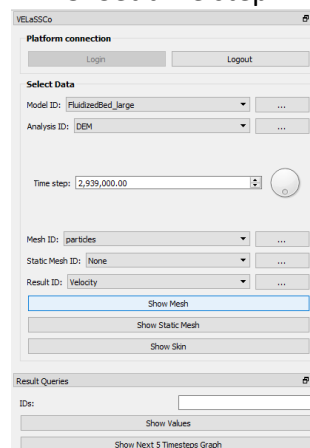 VELaSSCo
Platform connection
Login Logout
Select Data
Model ID: FluidizedBed_large ...
Analysis ID: DEM ...
Time step: 2,939,000.00
Mesh ID: particles ...
Static Mesh ID: None ...
Result ID: Velocity ...
Show Mesh
Show Static Mesh
Show Skin
Result Queries
IDs:
Show Values
Show Next 5 Timesteps Graph